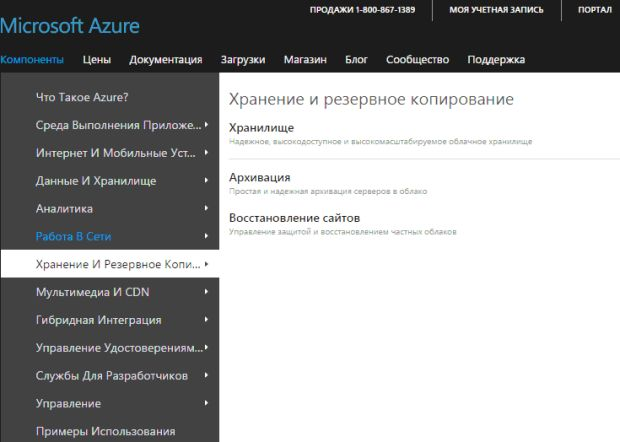 ПРОДАЖИ 1-800-867-1389 МОЯ УЧЕТНАЯ ЗАПИСЬ ПОРТАЛ
Microsoft Azure
Компоненты Цены Документация Загрузки Магазин Блог Сообщество Поддержка
Что Такое Azure?
Среда Выполнения Приложе...
Интернет И Мобильные Уст...
Данные И Хранилище
Аналитика
Работа В Сети
Хранение И Резервное Копи...
Мультимедиа И CDN
Гибридная Интеграция
Управление Удостоверениям...
Службы Для Разработчиков
Управление
Примеры Использования
Хранение и резервное копирование
Хранилище
Надежное, высокодоступное и высокомасштабируемое облачное хранилище
Архивация
Простая и надежная архивация серверов в облако
Восстановление сайтов
Управление защитой и восстановлением частных облаков